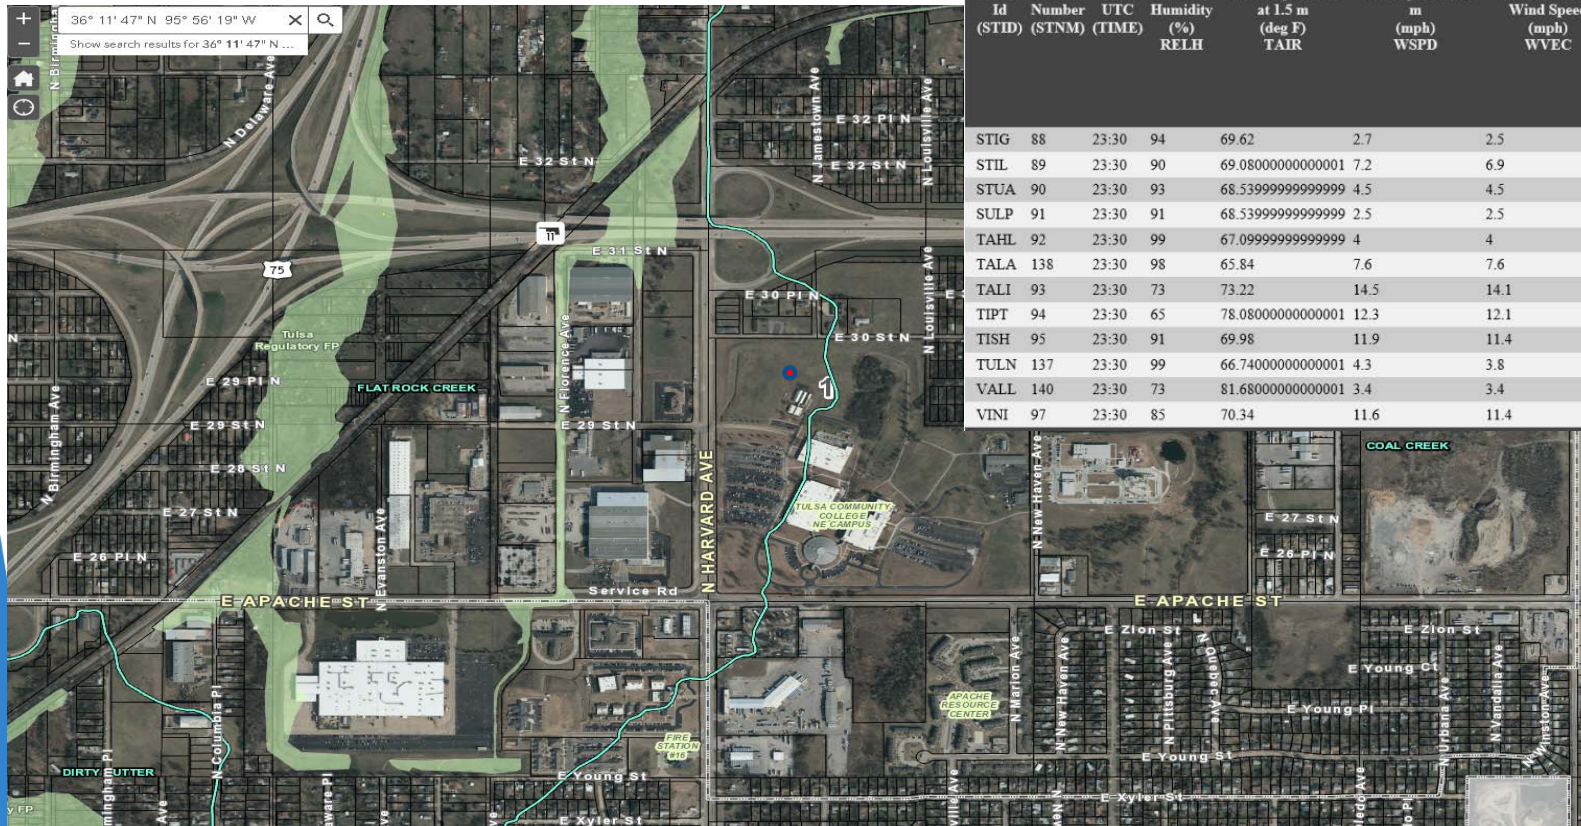 36° 11' 47" N 95° 56' 19" W
Show search results for 36° 11' 47" N ...
Id
(STID)
Number
(STNM)
UTC
(TIME)
Humidity
(%)
RELH
at 1.5 m
(deg F)
TAIR
m
(mph)
WSPD
Wind Speed
(mph)
WVEC
STIG 88 23:30 94 69.62 2.7 2.5
STIL 89 23:30 90 69.08000000000001 7.2 6.9
STUA 90 23:30 93 68.53999999999999 4.5 4.5
SULP 91 23:30 91 68.53999999999999 2.5 2.5
TAHL 92 23:30 99 67.09999999999999 4 4
TALA 138 23:30 98 65.84 7.6 7.6
TALI 93 23:30 73 73.22 14.5 14.1
TIPT 94 23:30 65 78.08000000000001 12.3 12.1
TISH 95 23:30 91 69.98 11.9 11.4
TULN 137 23:30 99 66.74000000000001 4.3 3.8
VALL 140 23:30 73 81.68000000000001 3.4 3.4
VINI 97 23:30 85 70.34 11.6 11.4
N Delaware Ave
N Jamestown Ave
N Louisville Ave
E 32 Pl N
E 32 St N
E 32 St N
11
E 31 St N
75
N Louisville Ave
E 30 Pl N
Tulsa
Regulatory FP
N Florence Ave
E 30 St N
E 29 Pl N
FLAT ROCK CREEK
1
N Birmingham Ave
E 29 St N
E 29 St N
COAL CREEK
E 28 St N
N HARVARD AVE
N New Haven Ave
TULSA COMMUNITY
COLLEGE
NE CAMPUS
E 27 St N
E 27 St N
N Evanston Ave
E 26 Pl N
E 26 Pl N
Service Rd
E APACHE ST
E APACHE ST
E Zion St
E Zion St
N Quebec Ave
N Pittsburg Ave
N New Haven Ave
N Marion Ave
E Young Ct
N Vandalia Ave
N Urbana Ave
N Columbia Pl
APACHE
RESOURCE
CENTER
E Young Pl
N Winston Ave
FIRE
STATION
#16
E Young St
DIRTY BUTTER
E Young St
E Xyler St
E Xyler St